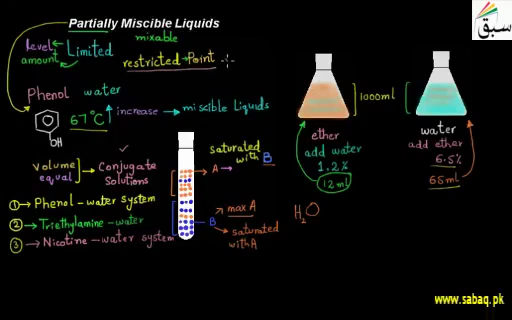 Partially Miscible Liquids
سبق
mixable
level
Limited
amount
restricted → Point
Phenol water
67°C ↑ increase → miscible Liquids
OH
1000ml
ether
add water
1.2%
12ml
water
add ether
6.5%
65ml
saturated
with B
volume
equal
Conjugate
Solutions
A →
① → Phenol - water System
② → Triethylamine - water
③ → Nicotine - water system
B
→ max A
→ saturated
with A
H2O
www.sabaq.pk